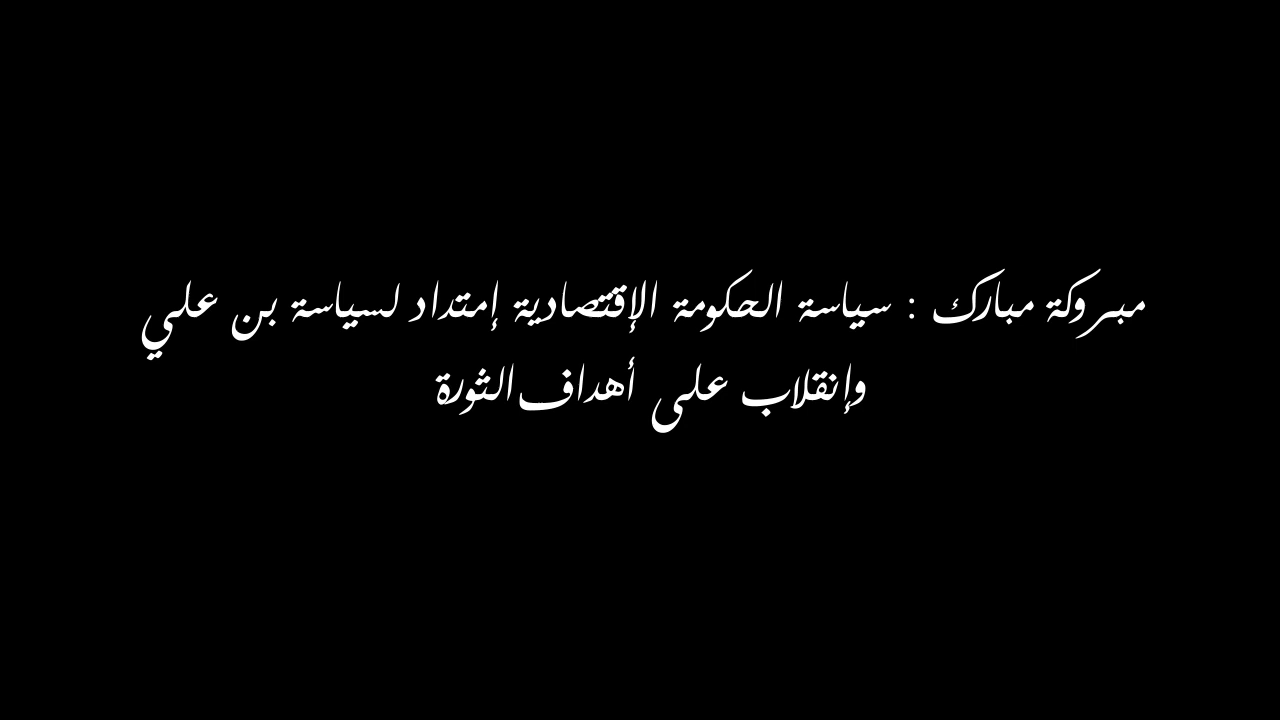 مبروكة مبارك : سياسة الحكومة الإقتصادية إمتداد لسياسة بن علي
وإنقلاب على أهداف الثورة